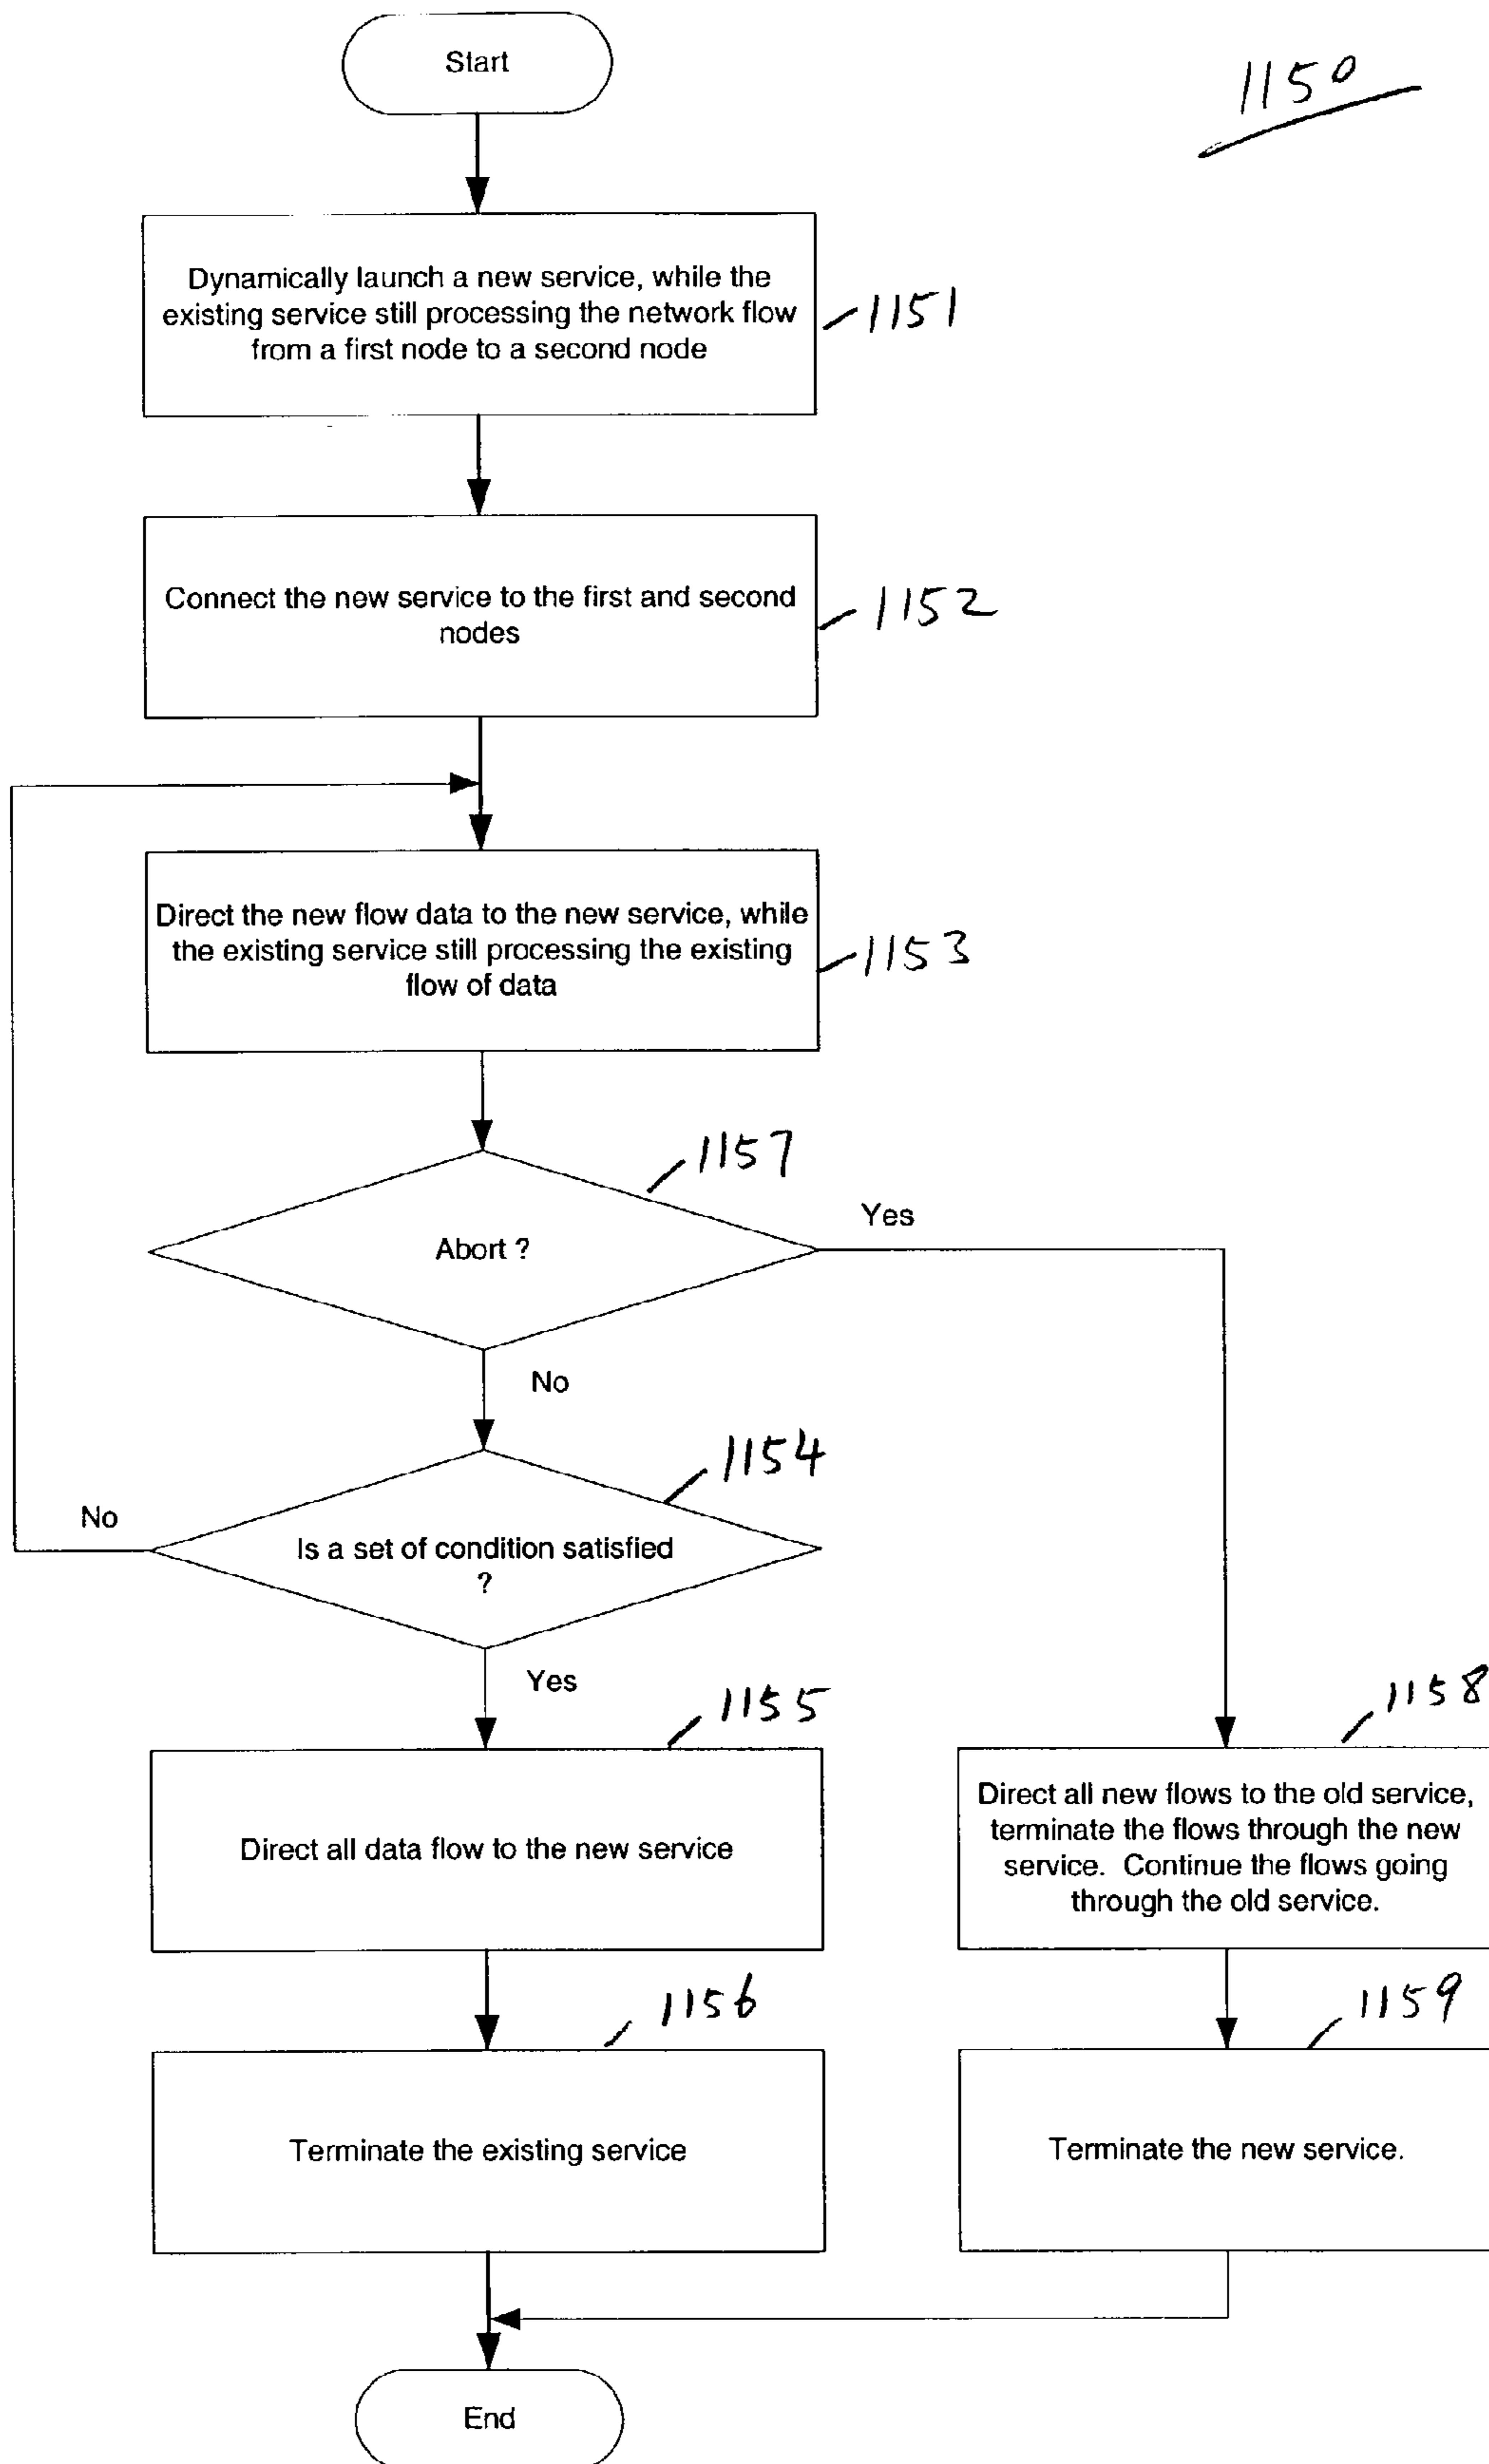 Start
1150
Dynamically launch a new service, while the
existing service still processing the network flow
from a first node to a second node
1151
Connect the new service to the first and second
nodes
1152
Direct the new flow data to the new service, while
the existing service still processing the existing
flow of data
1153
1157
Abort ?
Yes
No
1154
No
Is a set of condition satisfied
?
Yes
1155
Direct all data flow to the new service
1158
Direct all new flows to the old service,
terminate the flows through the new
service. Continue the flows going
through the old service.
1156
Terminate the existing service
1159
Terminate the new service.
End